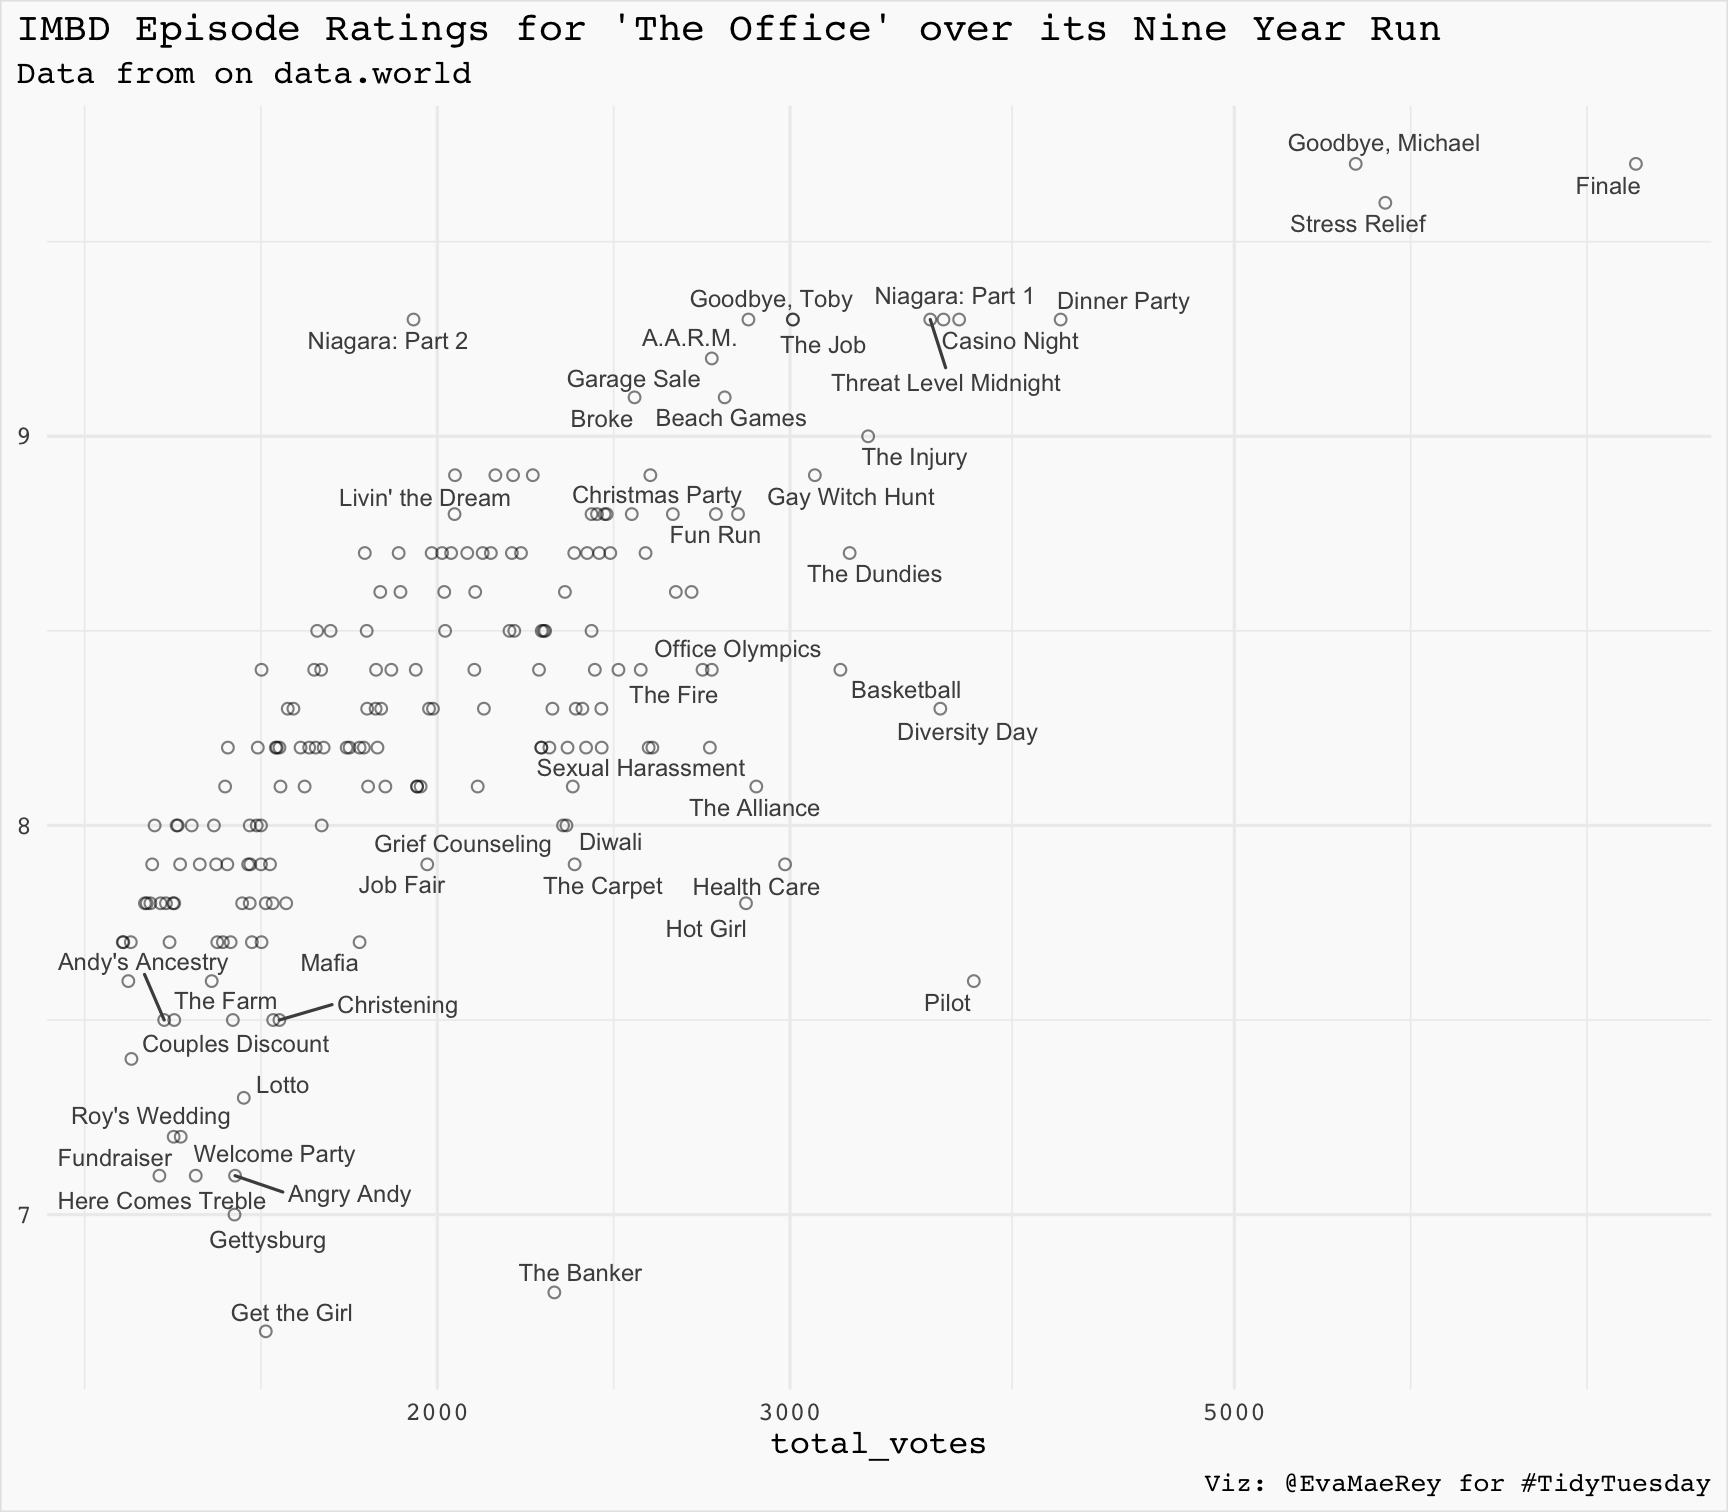 IMBD Episode Ratings for 'The Office' over its Nine Year Run
Data from on data.world
Goodbye, Michael
Finale
Stress Relief
Goodbye, Toby
Niagara: Part 1
Dinner Party
Niagara: Part 2
A.A.R.M.
The Job
Casino Night
Garage Sale
Threat Level Midnight
Broke
Beach Games
9
The Injury
Livin' the Dream
Christmas Party
Gay Witch Hunt
Fun Run
The Dundies
Office Olympics
The Fire
Basketball
Diversity Day
Sexual Harassment
The Alliance
8
Grief Counseling
Diwali
Job Fair
The Carpet
Health Care
Hot Girl
Andy's Ancestry
Mafia
The Farm
Christening
Pilot
Couples Discount
Lotto
Roy's Wedding
Fundraiser
Welcome Party
Here Comes Treble
Angry Andy
7
Gettysburg
The Banker
Get the Girl
2000
3000
5000
total_votes
Viz: @EvaMaeRey for #TidyTuesday